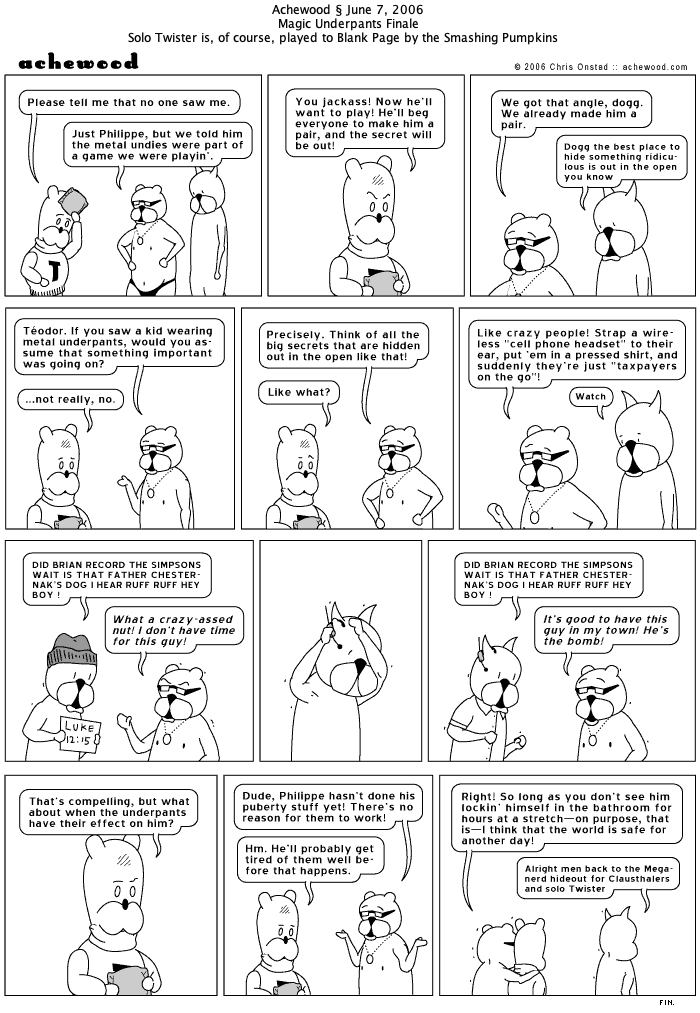 Achewood § June 7, 2006
Magic Underpants Finale
Solo Twister is, of course, played to Blank Page by the Smashing Pumpkins
achewood
© 2006 Chris Onstad :: achewood.com
Please tell me that no one saw me.
Just Philippe, but we told him
the metal undies were part of
a game we were playin'.
T
You jackass! Now he'll
want to play! He'll beg
everyone to make him a
pair, and the secret will
be out!
We got that angle, dogg.
We already made him a
pair.
Dogg the best place to
hide something ridicu-
lous is out in the open
you know
Téodor. If you saw a kid wearing
metal underpants, would you as-
sume that something important
was going on?
...not really, no.
Precisely. Think of all the
big secrets that are hidden
out in the open like that!
Like what?
Like crazy people! Strap a wire-
less "cell phone headset" to their
ear, put 'em in a pressed shirt, and
suddenly they're just "taxpayers
on the go"!
Watch
DID BRIAN RECORD THE SIMPSONS
WAIT IS THAT FATHER CHESTER-
NAK'S DOG I HEAR RUFF RUFF HEY
BOY !
What a crazy-assed
nut! I don't have time
for this guy!
LUKE
12:15
DID BRIAN RECORD THE SIMPSONS
WAIT IS THAT FATHER CHESTER-
NAK'S DOG I HEAR RUFF RUFF HEY
BOY !
It's good to have this
guy in my town! He's
the bomb!
That's compelling, but what
about when the underpants
have their effect on him?
Dude, Philippe hasn't done his
puberty stuff yet! There's no
reason for them to work!
Hm. He'll probably get
tired of them well be-
fore that happens.
Right! So long as you don't see him
lockin' himself in the bathroom for
hours at a stretch—on purpose, that
is—I think that the world is safe for
another day!
Alright men back to the Mega-
nerd hideout for Clausthalers
and solo Twister
FIN.